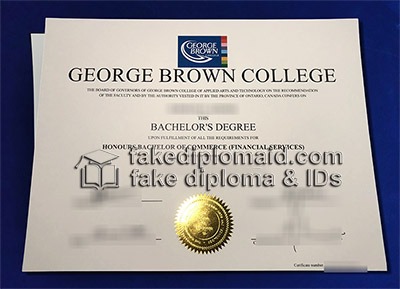 GEORGE
BROWN
GEORGE BROWN COLLEGE
THE BOARD OF GOVERNORS OF GEORGE BROWN COLLEGE OF APPLIED ARTS AND TECHNOLOGY ON THE RECOMMENDATION
OF THE FACULTY AND BY THE AUTHORITY VESTED IN IT BY THE PROVINCE OF ONTARIO, CANADA CONFERS ON
THIS
BACHELOR'S DEGREE
UPON FULFILLMENT OF ALL THE REQUIREMENTS FOR
HONOURS BACHELOR OF COMMERCE (FINANCIAL SERVICES)
fakediplomaid.com
fake diploma & IDs
Certificate number